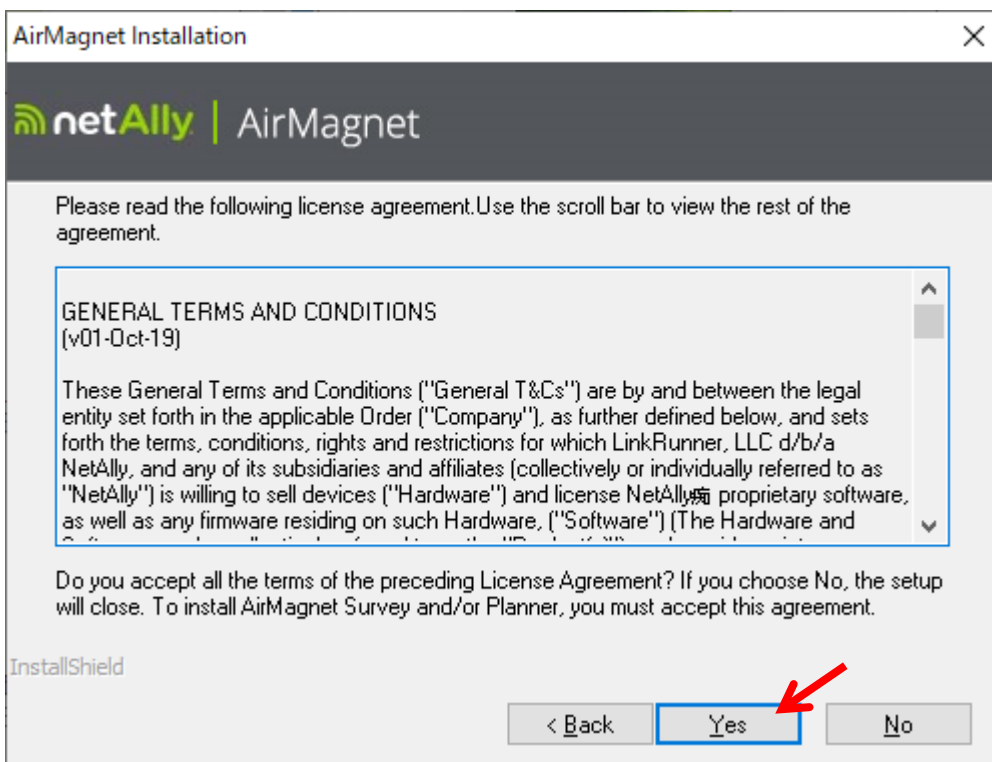 AirMagnet Installation
netAlly | AirMagnet
Please read the following license agreement.Use the scroll bar to view the rest of the
agreement.
GENERAL TERMS AND CONDITIONS
(v01-Oct-19)
These General Terms and Conditions ("General T&Cs") are by and between the legal
entity set forth in the applicable Order ("Company"), as further defined below, and sets
forth the terms, conditions, rights and restrictions for which LinkRunner, LLC d/b/a
NetAlly, and any of its subsidiaries and affiliates (collectively or individually referred to as
"NetAlly") is willing to sell devices ("Hardware") and license NetAlly痴 proprietary software,
as well as any firmware residing on such Hardware, ("Software") (The Hardware and
Do you accept all the terms of the preceding License Agreement? If you choose No, the setup
will close. To install AirMagnet Survey and/or Planner, you must accept this agreement.
InstallShield
< Back
Yes
No